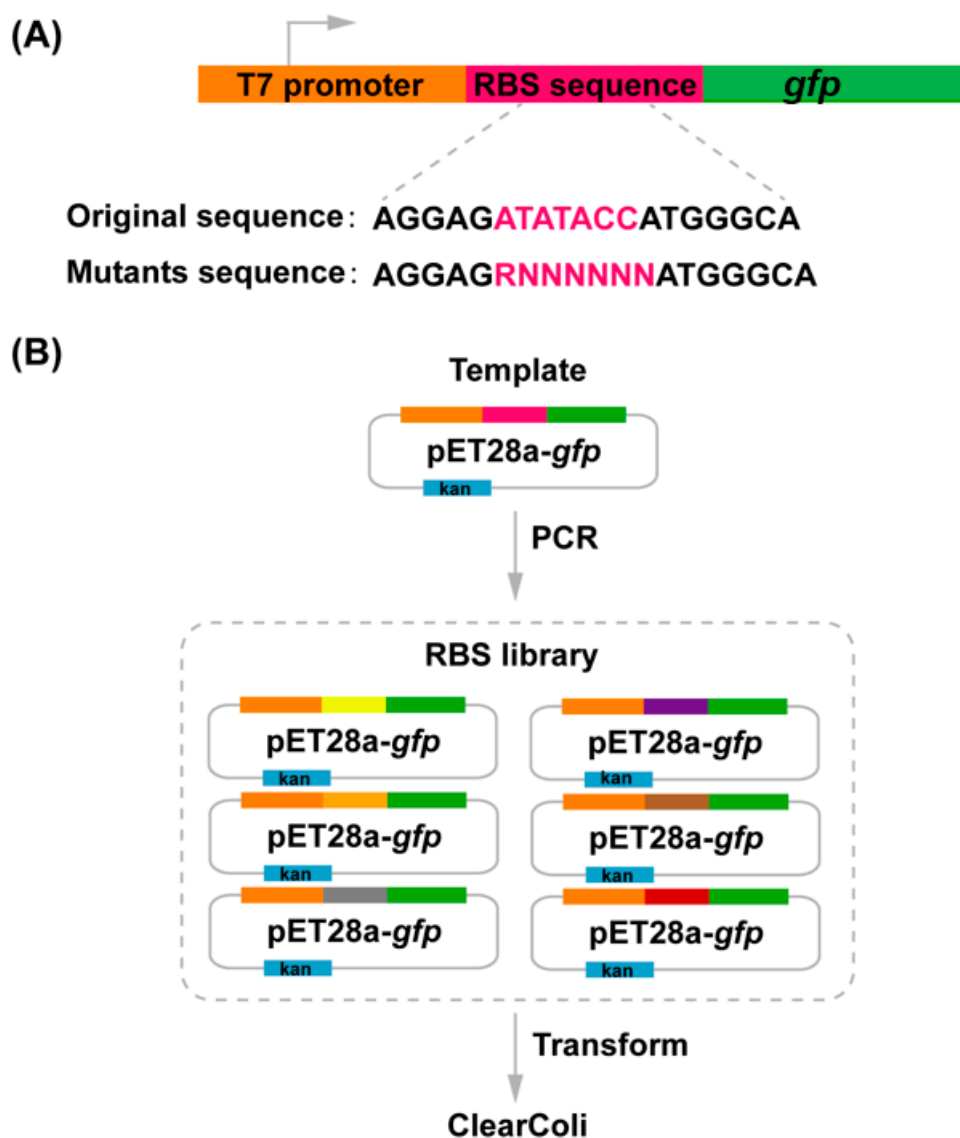 (A)
T7 promoter RBS sequence gfp
Original sequence: AGGAGATATACCATGGGCA
Mutants sequence: AGGAGRNNNNNNATGGGCA
(B)
Template
pET28a-gfp
kan
PCR
RBS library
pET28a-gfp pET28a-gfp
kan kan
pET28a-gfp pET28a-gfp
kan kan
pET28a-gfp pET28a-gfp
kan kan
Transform
ClearColi